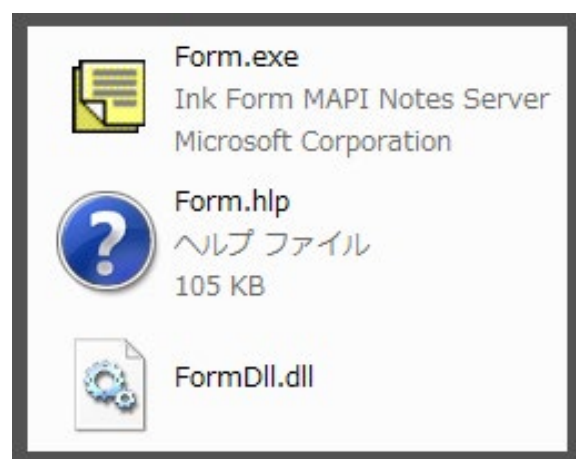 Form.exe
Ink Form MAPI Notes Server
Microsoft Corporation
Form.hlp
ヘルプ ファイル
105 KB
FormDll.dll